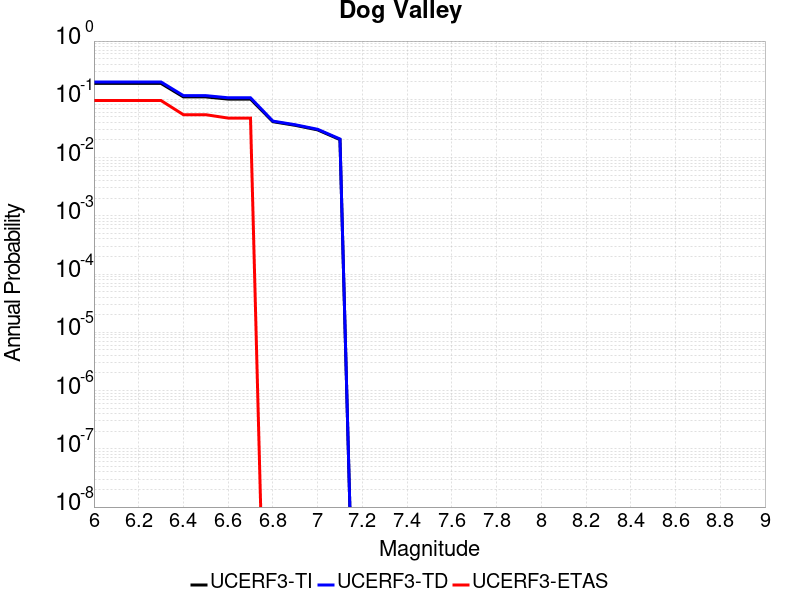 Dog Valley
10^0
10^-1
10^-2
10^-3
10^-4
10^-5
10^-6
10^-7
10^-8
Annual Probability
6 6.2 6.4 6.6 6.8 7 7.2 7.4 7.6 7.8 8 8.2 8.4 8.6 8.8 9
Magnitude
UCERF3-TI UCERF3-TD UCERF3-ETAS